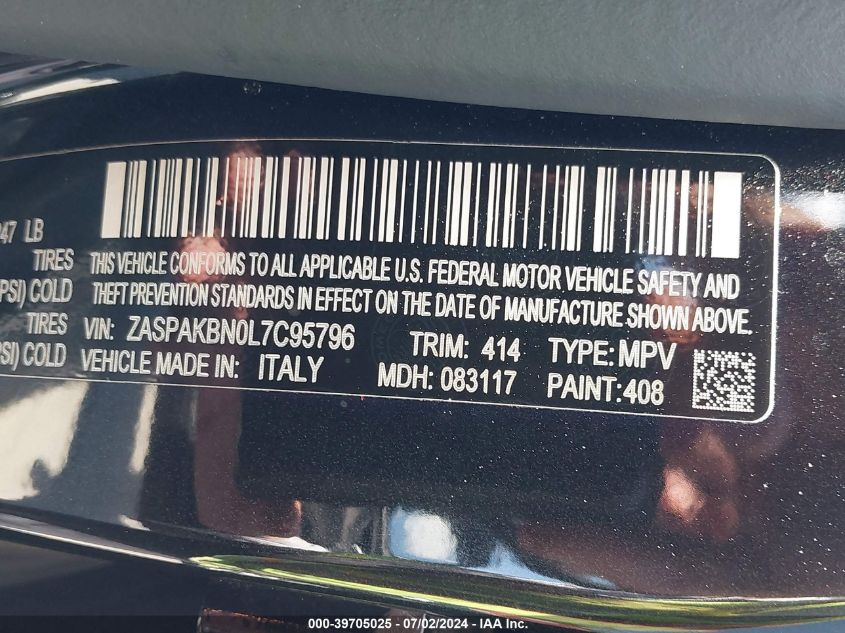 947 LB
TIRES
THIS VEHICLE CONFORMS TO ALL APPLICABLE U.S. FEDERAL MOTOR VEHICLE SAFETY AND
PSI) COLD
THEFT PREVENTION STANDARDS IN EFFECT ON THE DATE OF MANUFACTURE SHOWN ABOVE.
TIRES
VIN: ZASPAKBN0L7C95796 TRIM: 414 TYPE: MPV
PSI) COLD
VEHICLE MADE IN: ITALY MDH: 083117 PAINT:408
000-39705025 - 07/02/2024 - IAA Inc.